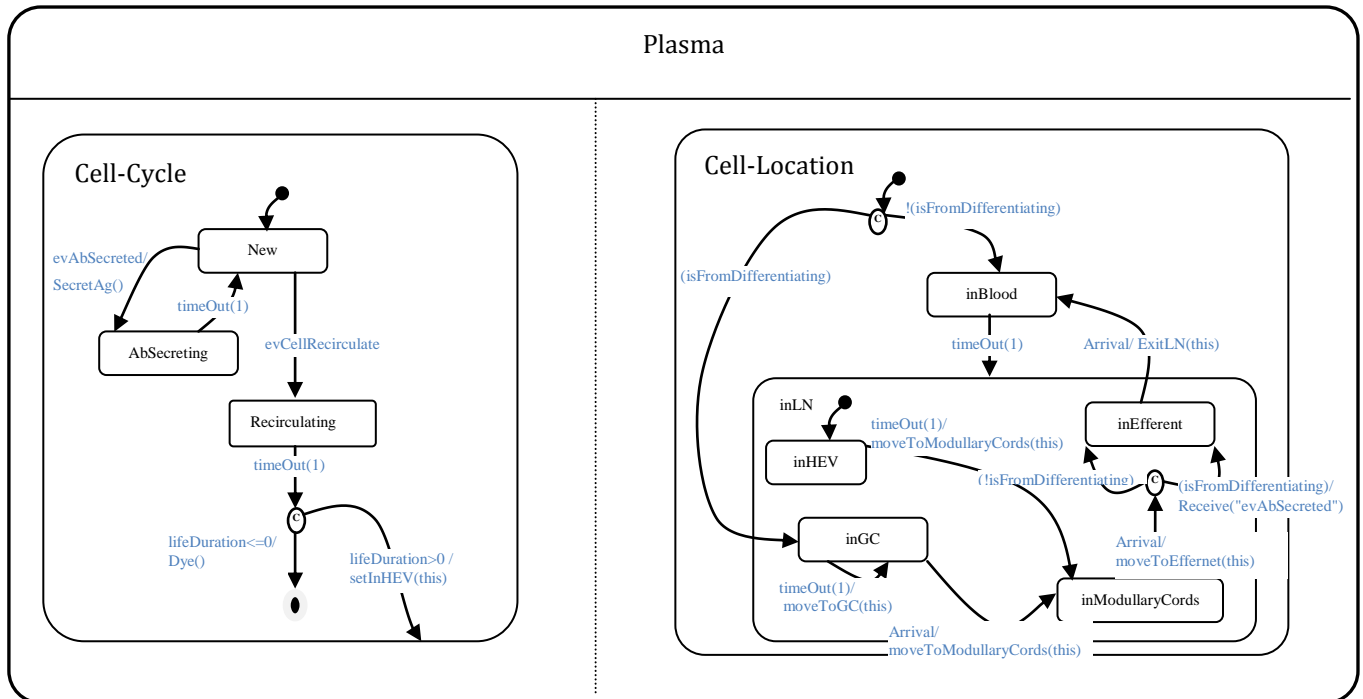 Plasma
Cell-Cycle
New
evAbSecreted/
SecretAg()
timeOut(1)
AbSecreting
evCellRecirculate
Recirculating
timeOut(1)
C
lifeDuration<=0/
Dye()
lifeDuration>0 /
setInHEV(this)
Cell-Location
C
!(isFromDifferentiating)
(isFromDifferentiating)
inBlood
timeOut(1)
Arrival/ ExitLN(this)
inLN
inHEV
timeOut(1)/
moveToModullaryCords(this)
inEfferent
(!isFromDifferentiating)
C
(isFromDifferentiating)/
Receive("evAbSecreted")
inGC
Arrival/
moveToEffernet(this)
timeOut(1)/
moveToGC(this)
inModullaryCords
Arrival/
moveToModullaryCords(this)